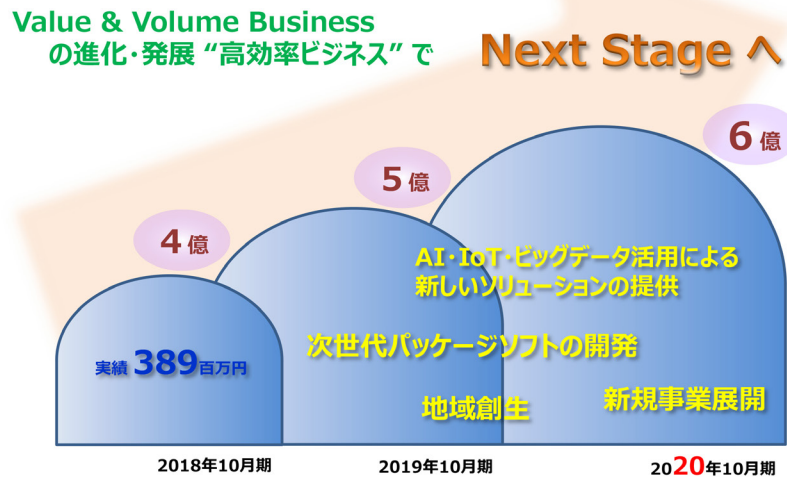 Value & Volume Business
の進化・発展 “高効率ビジネス” で
Next Stage へ
6 億
5 億
4 億
AI・IoT・ビッグデータ活用による
新しいソリューションの提供
次世代パッケージソフトの開発
実績 389百万円
地域創生
新規事業展開
2018年10月期
2019年10月期
2020年10月期